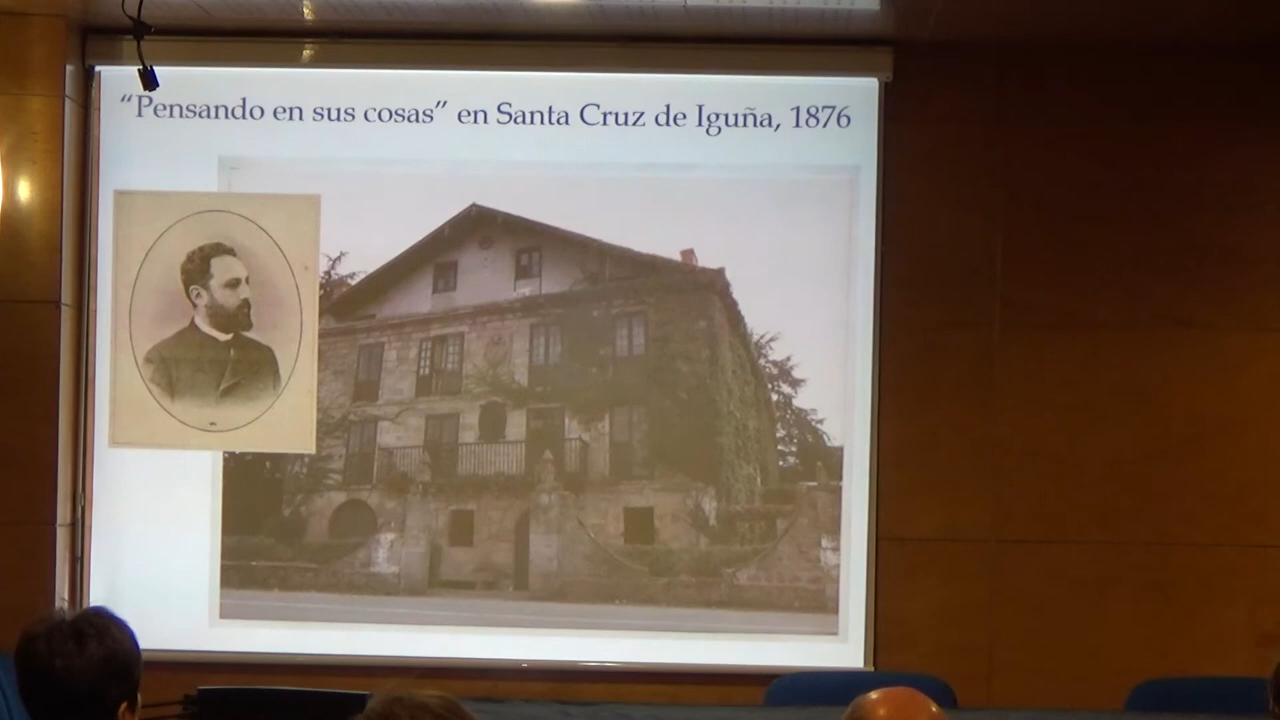 “Pensando en sus cosas” en Santa Cruz de Iguña, 1876